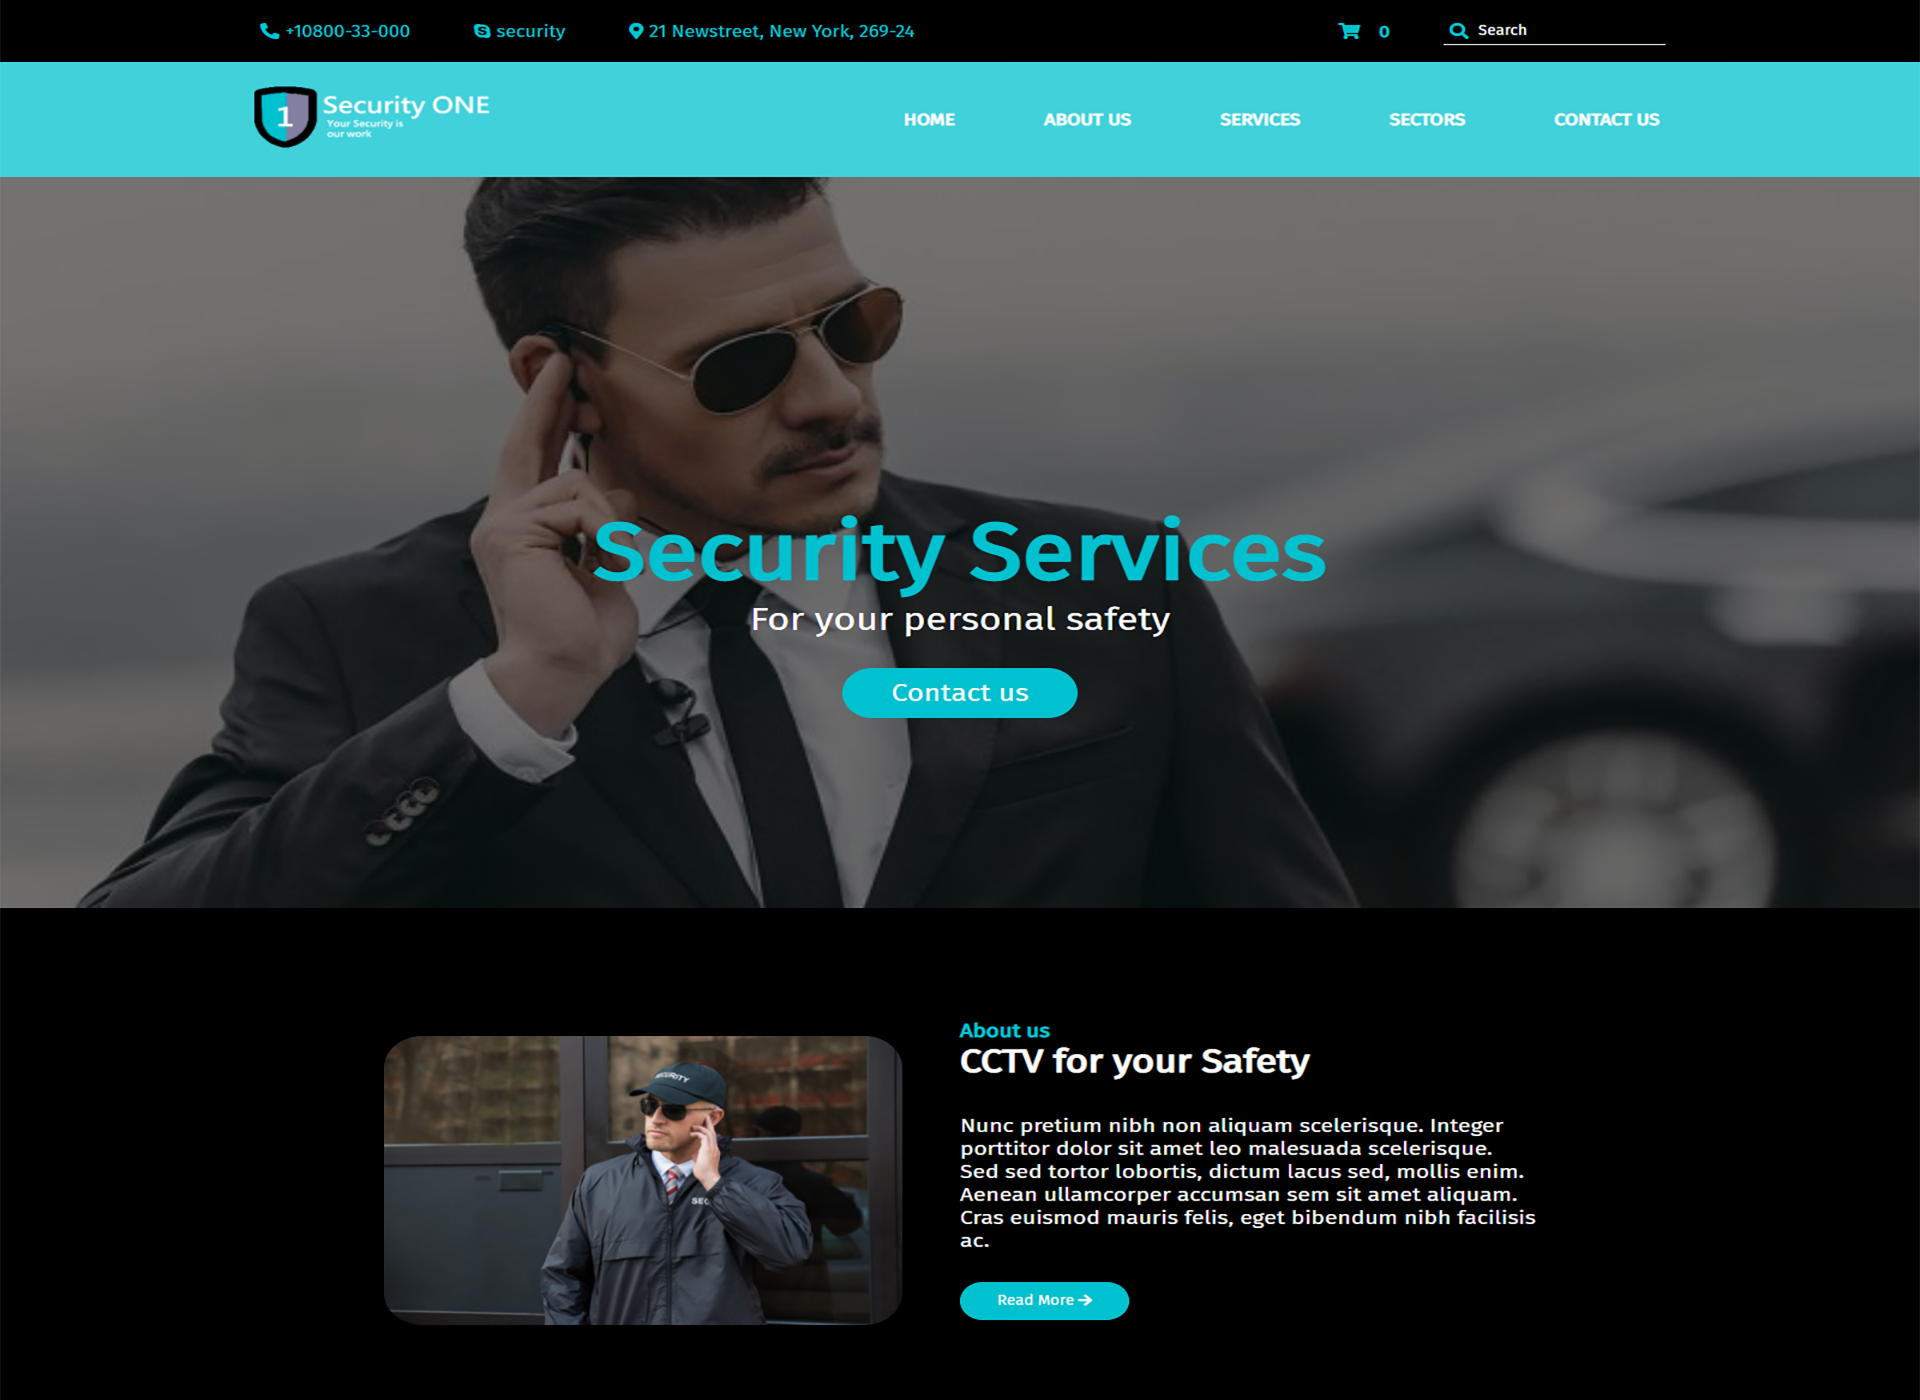 +10800-33-000
security
21 Newstreet, New York, 269-24
0
Search
1
Security ONE
Your Security is
our work
HOME
ABOUT US
SERVICES
SECTORS
CONTACT US
Security Services
For your personal safety
Contact us
SECURITY
SEC
About us
CCTV for your Safety
Nunc pretium nibh non aliquam scelerisque. Integer
porttitor dolor sit amet leo malesuada scelerisque.
Sed sed tortor lobortis, dictum lacus sed, mollis enim.
Aenean ullamcorper accumsan sem sit amet aliquam.
Cras euismod mauris felis, eget bibendum nibh facilisis
ac.
Read More